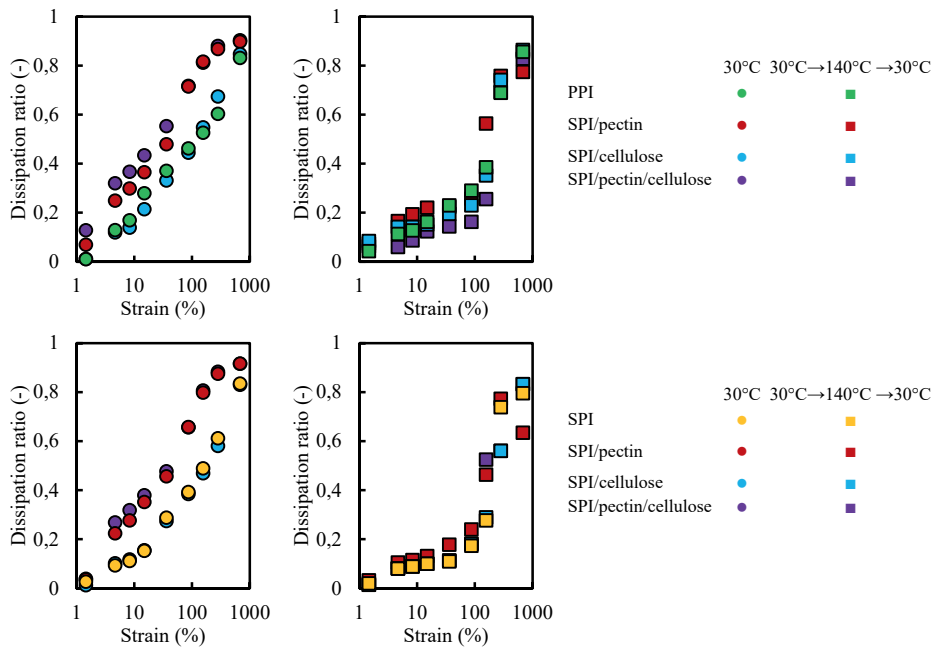 Dissipation ratio (-)
1
0,8
0,6
0,4
0,2
0
1 10 100 1000
Strain (%)
Dissipation ratio (-)
1
0,8
0,6
0,4
0,2
0
1 10 100 1000
Strain (%)
30°C 30°C→140°C →30°C
PPI
SPI/pectin
SPI/cellulose
SPI/pectin/cellulose
Dissipation ratio (-)
1
0,8
0,6
0,4
0,2
0
1 10 100 1000
Strain (%)
Dissipation ratio (-)
1
0,8
0,6
0,4
0,2
0
1 10 100 1000
Strain (%)
30°C 30°C→140°C →30°C
SPI
SPI/pectin
SPI/cellulose
SPI/pectin/cellulose